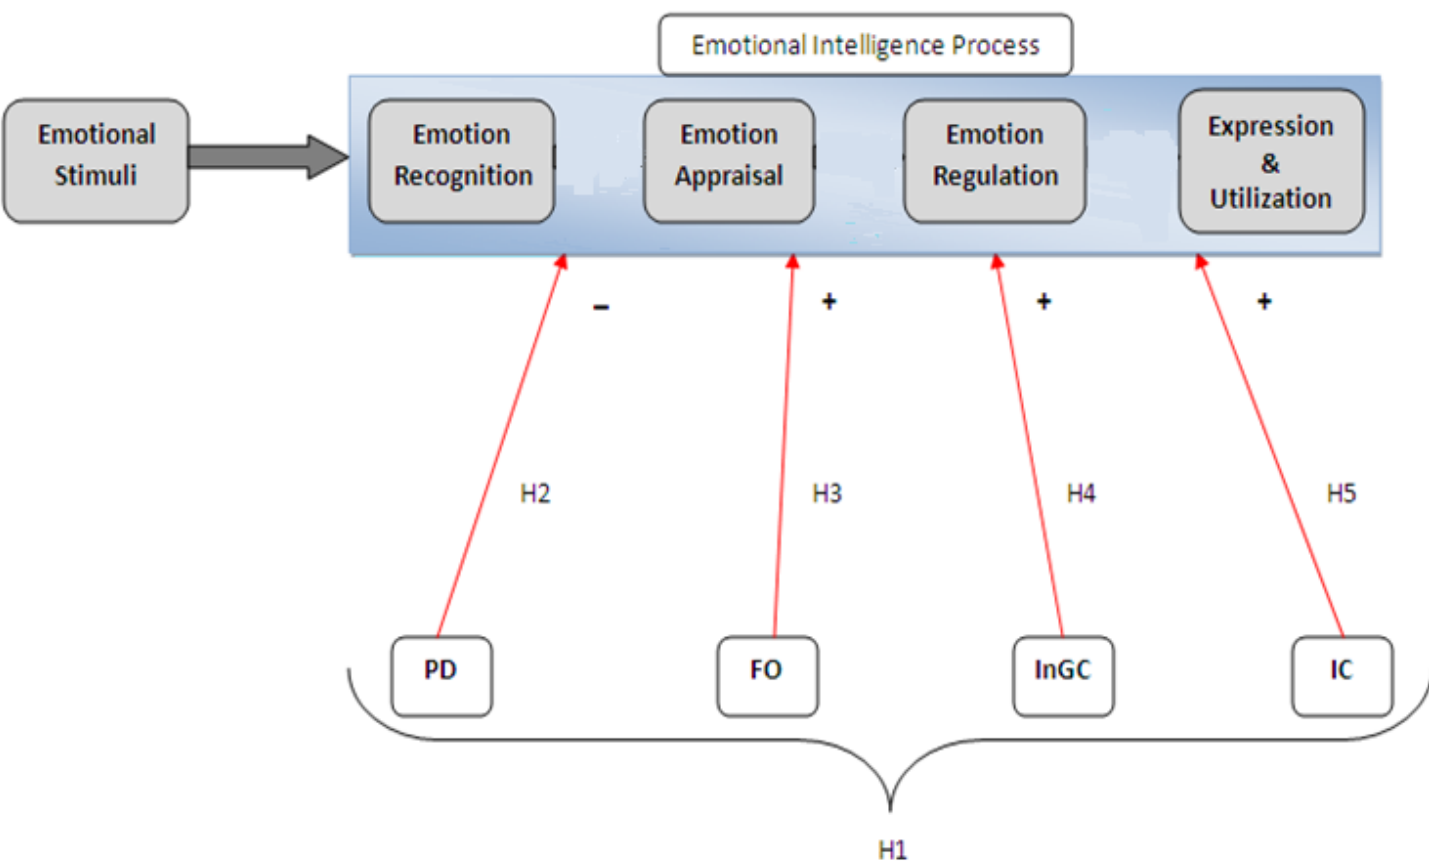 Emotional Intelligence Process
Emotional
Stimuli
Emotion
Recognition
Emotion
Appraisal
Emotion
Regulation
Expression
&
Utilization
–
+
+
+
H2
H3
H4
H5
PD
FO
InGC
IC
H1